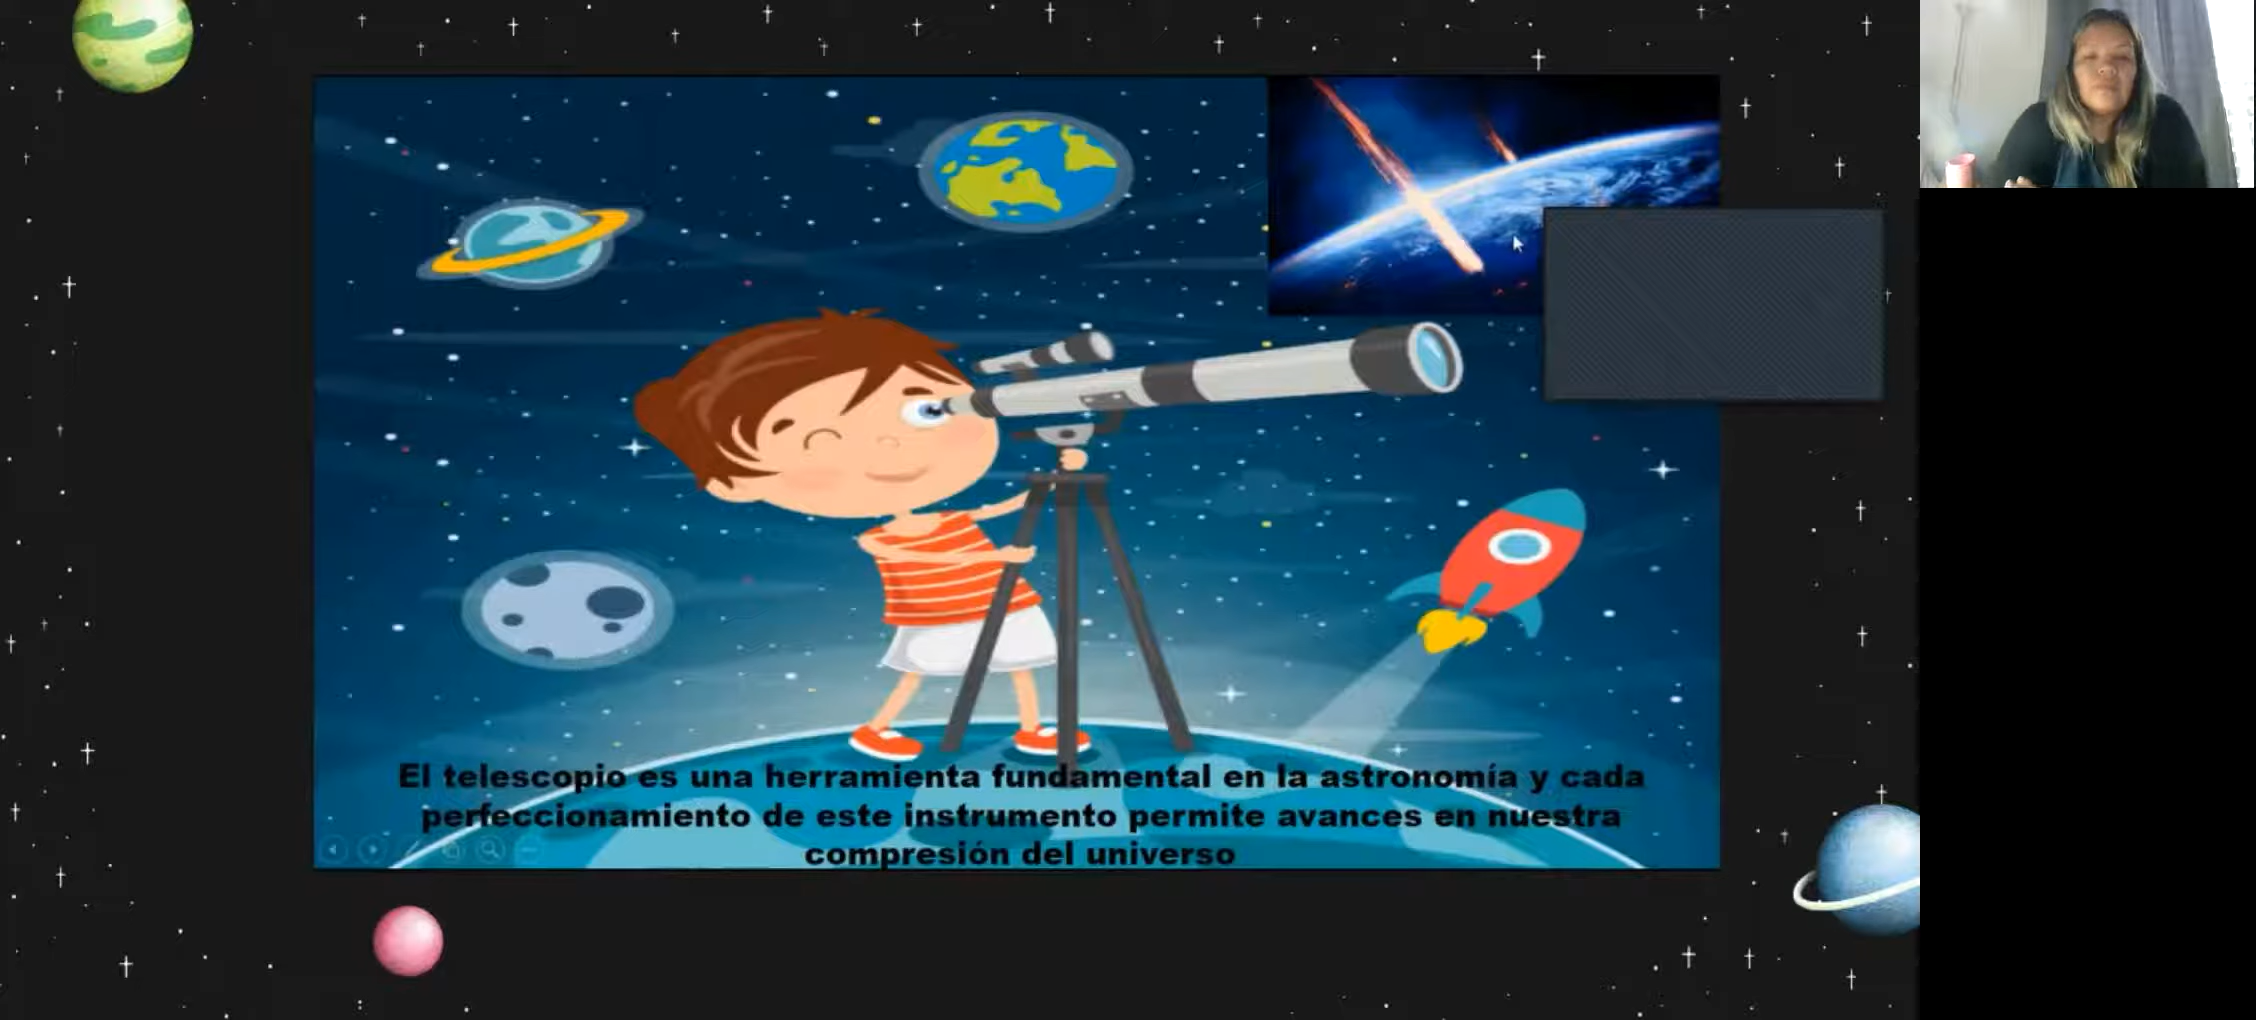 El telescopio es una herramienta fundamental en la astronomía y cada
perfeccionamiento de este instrumento permite avances en nuestra
compresión del universo